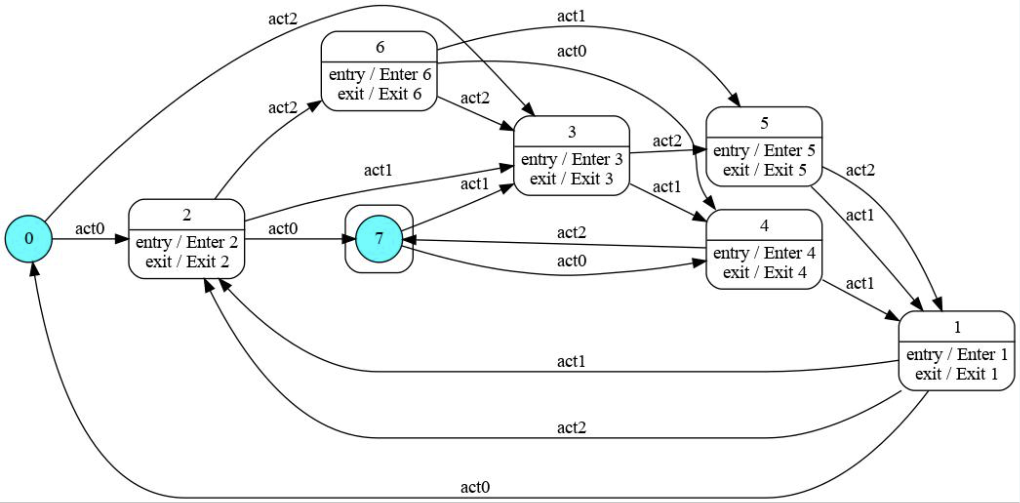 act2
act1
6
act0
entry / Enter 6
exit / Exit 6
act2
act2
3
5
act2
entry / Enter 3
exit / Exit 3
entry / Enter 5
exit / Exit 5
act1
act2
act1
act1
act1
2
0
act0
entry / Enter 2
exit / Exit 2
act0
7
act2
act0
4
entry / Enter 4
exit / Exit 4
act1
1
entry / Enter 1
exit / Exit 1
act1
act2
act0